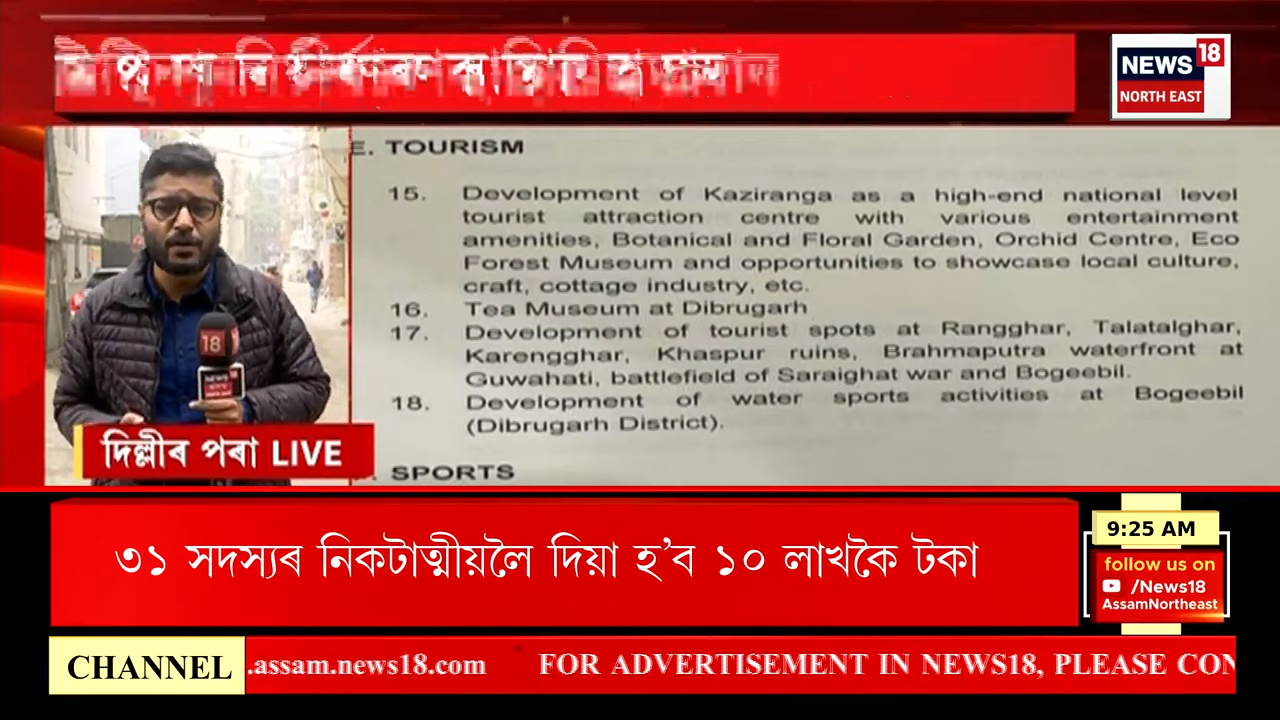 NEWS 18
NORTH EAST
E. TOURISM
15. Development of Kaziranga as a high-end national level
tourist attraction centre with various entertainment
amenities, Botanical and Floral Garden, Orchid Centre, Eco
Forest Museum and opportunities to showcase local culture,
craft, cottage industry, etc.
16. Tea Museum at Dibrugarh
17. Development of tourist spots at Rangghar, Talatalghar,
Karengghar, Khaspur ruins, Brahmaputra waterfront at
Guwahati, battlefield of Saraighat war and Bogeebil.
18. Development of water sports activities at Bogeebil
(Dibrugarh District).
SPORTS
18
NEWS
দিল্লীৰ পৰা LIVE
৩১ সদস্যৰ নিকটাত্মীয়লৈ দিয়া হ’ব ১০ লাখকৈ টকা
9:25 AM
follow us on
/News18
AssamNortheast
CHANNEL .assam.news18.com FOR ADVERTISEMENT IN NEWS18, PLEASE CON